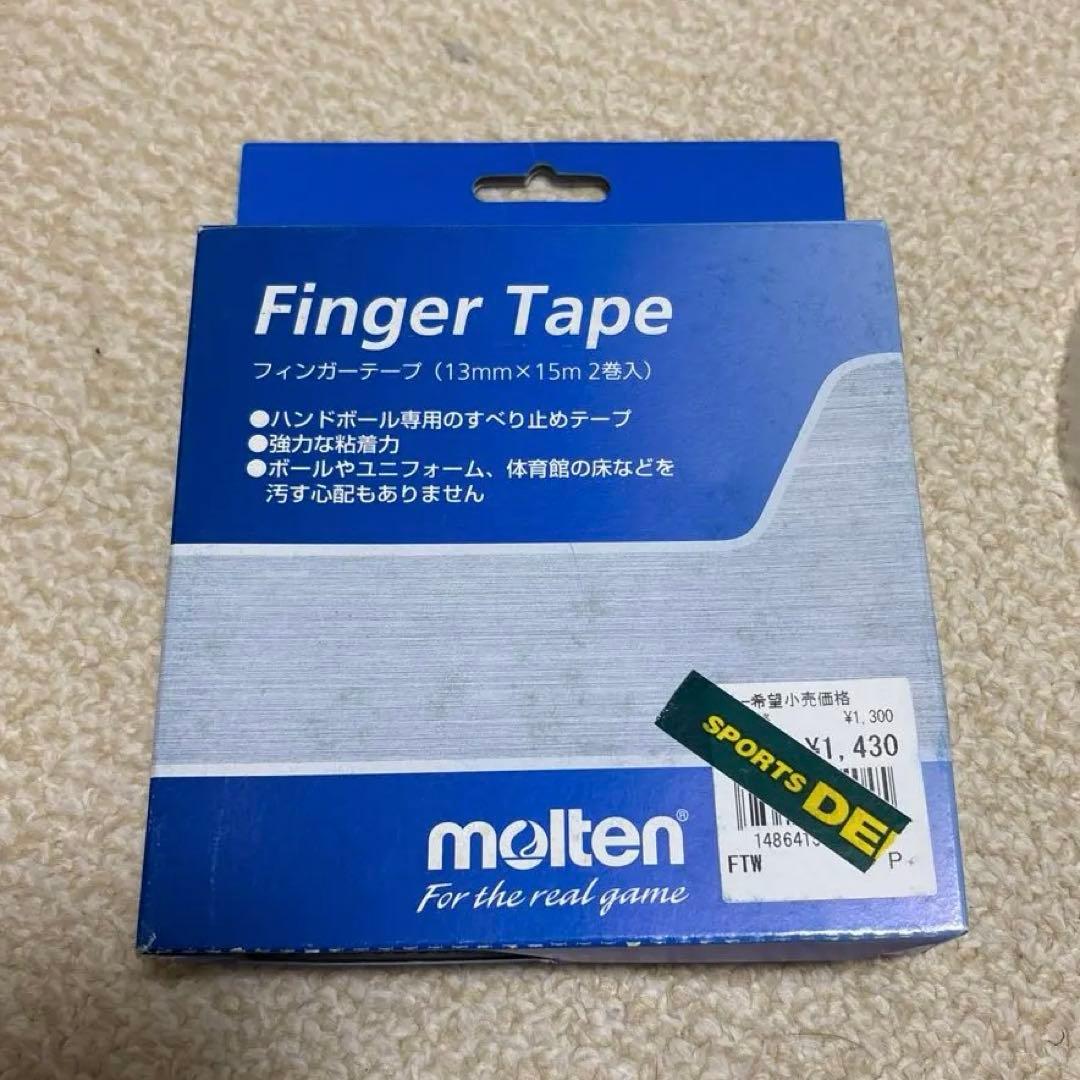 Finger Tape
フィンガーテープ（13mm×15m 2巻入）
●ハンドボール専用のすべり止めテープ
●強力な粘着力
●ボールやユニフォーム、体育館の床などを
汚す心配もありません
ー希望小売価格
¥1,300
¥1,430
SPORTS DE
FTW
P
molten®
For the real game